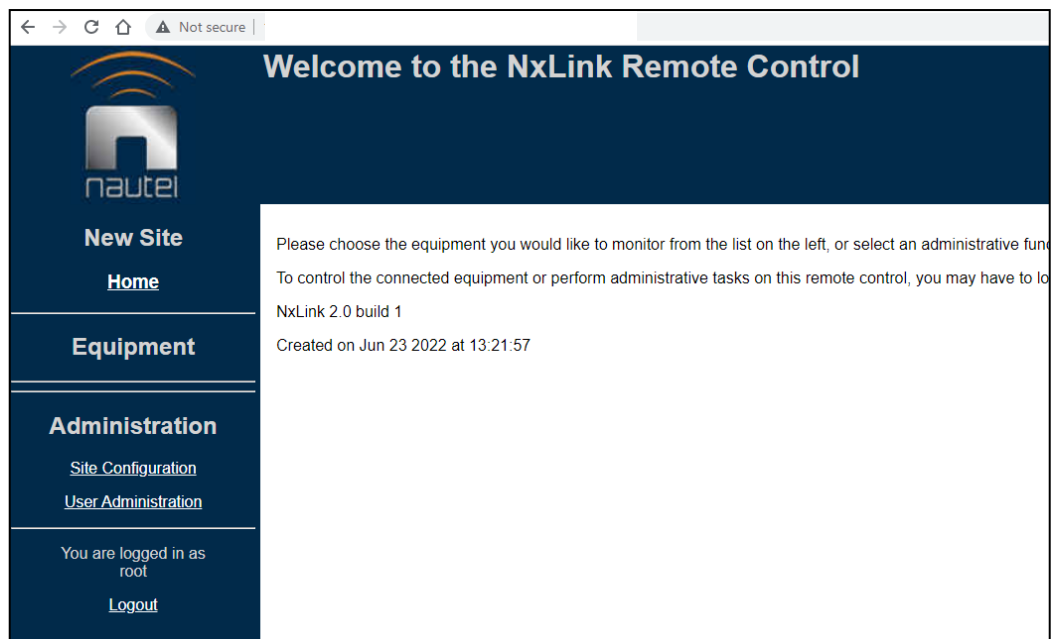 Not secure
Welcome to the NxLink Remote Control
nautel
New Site
Home
Equipment
Administration
Site Configuration
User Administration
You are logged in as
root
Logout
Please choose the equipment you would like to monitor from the list on the left, or select an administrative
To control the connected equipment or perform administrative tasks on this remote control, you may have to
NxLink 2.0 build 1
Created on Jun 23 2022 at 13:21:57